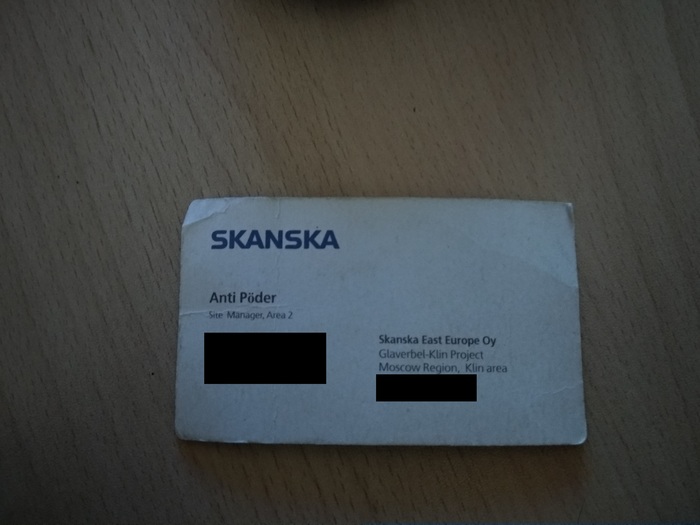 SKANSKA
Anti Pöder
Site Manager, Area 2
Skanska East Europe Oy
Glaverbel-Klin Project
Moscow Region, Klin area